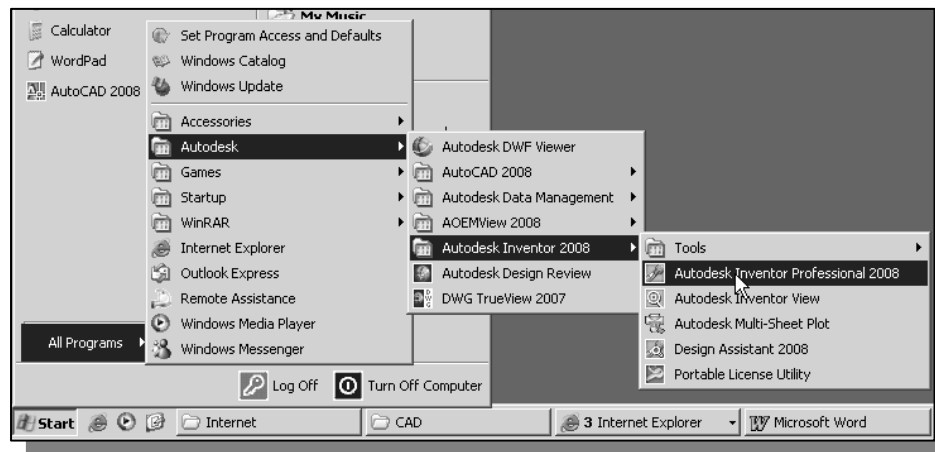 My Music
Calculator
WordPad
AutoCAD 2008
Set Program Access and Defaults
Windows Catalog
Windows Update
Accessories
Autodesk
Games
Startup
WinRAR
Internet Explorer
Outlook Express
Remote Assistance
Windows Media Player
Windows Messenger
Autodesk DWF Viewer
AutoCAD 2008
Autodesk Data Management
AOEMView 2008
Autodesk Inventor 2008
Autodesk Design Review
DWG TrueView 2007
Tools
Autodesk Inventor Professional 2008
Autodesk Inventor View
Autodesk Multi-Sheet Plot
Design Assistant 2008
Portable License Utility
All Programs
Log Off
Turn Off Computer
Start
Internet
CAD
3 Internet Explorer
Microsoft Word